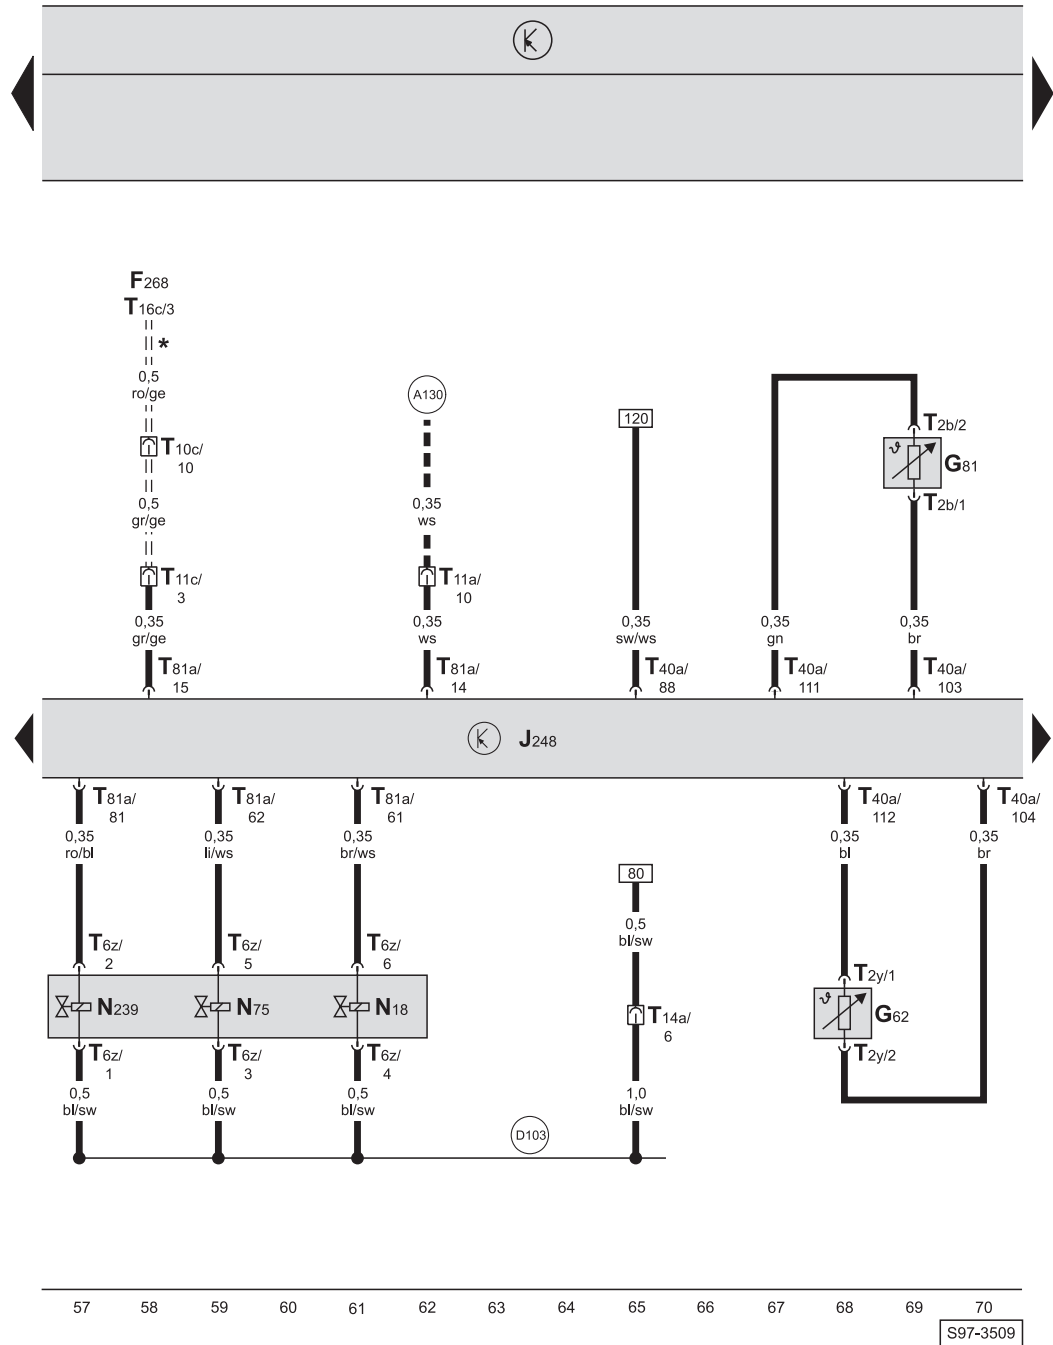 F268
T16c/3
*
0,5
ro/ge
A130
120
T2b/2
T10c/
10
G81
0,5
gr/ge
0,35
ws
T2b/1
T11c/
3
T11a/
10
0,35
gr/ge
0,35
ws
0,35
sw/ws
0,35
gn
0,35
br
T81a/
15
T81a/
14
T40a/
88
T40a/
111
T40a/
103
J248
T81a/
81
T81a/
62
T81a/
61
T40a/
112
T40a/
104
0,35
ro/bl
0,35
li/ws
0,35
br/ws
0,35
bl
0,35
br
80
0,5
bl/sw
T6z/
2
T6z/
5
T6z/
6
T2y/1
N239
N75
N18
T14a/
6
G62
T6z/
1
T6z/
3
T6z/
4
T2y/2
0,5
bl/sw
0,5
bl/sw
0,5
bl/sw
1,0
bl/sw
D103
57 58 59 60 61 62 63 64 65 66 67 68 69 70
S97-3509